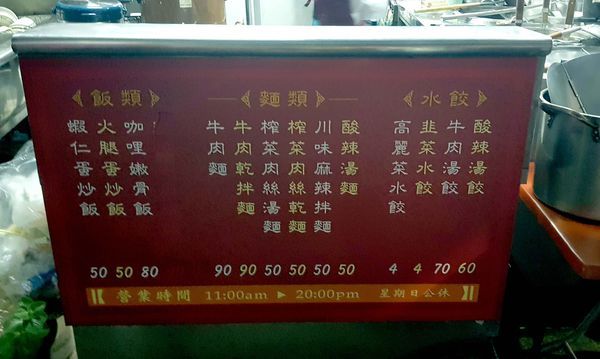 飯類
蝦仁蛋炒飯 50
火腿蛋炒飯 50
咖哩嫩骨飯 80
麵類
牛肉麵 90
牛肉乾拌麵 90
榨菜肉絲湯麵 50
榨菜肉絲乾麵 50
川味麻辣拌麵 50
酸辣湯麵 50
水餃
高麗菜水餃 4
韭菜水餃 4
牛肉湯餃 70
酸辣湯餃 60
營業時間 11:00am ▶ 20:00pm 星期日公休